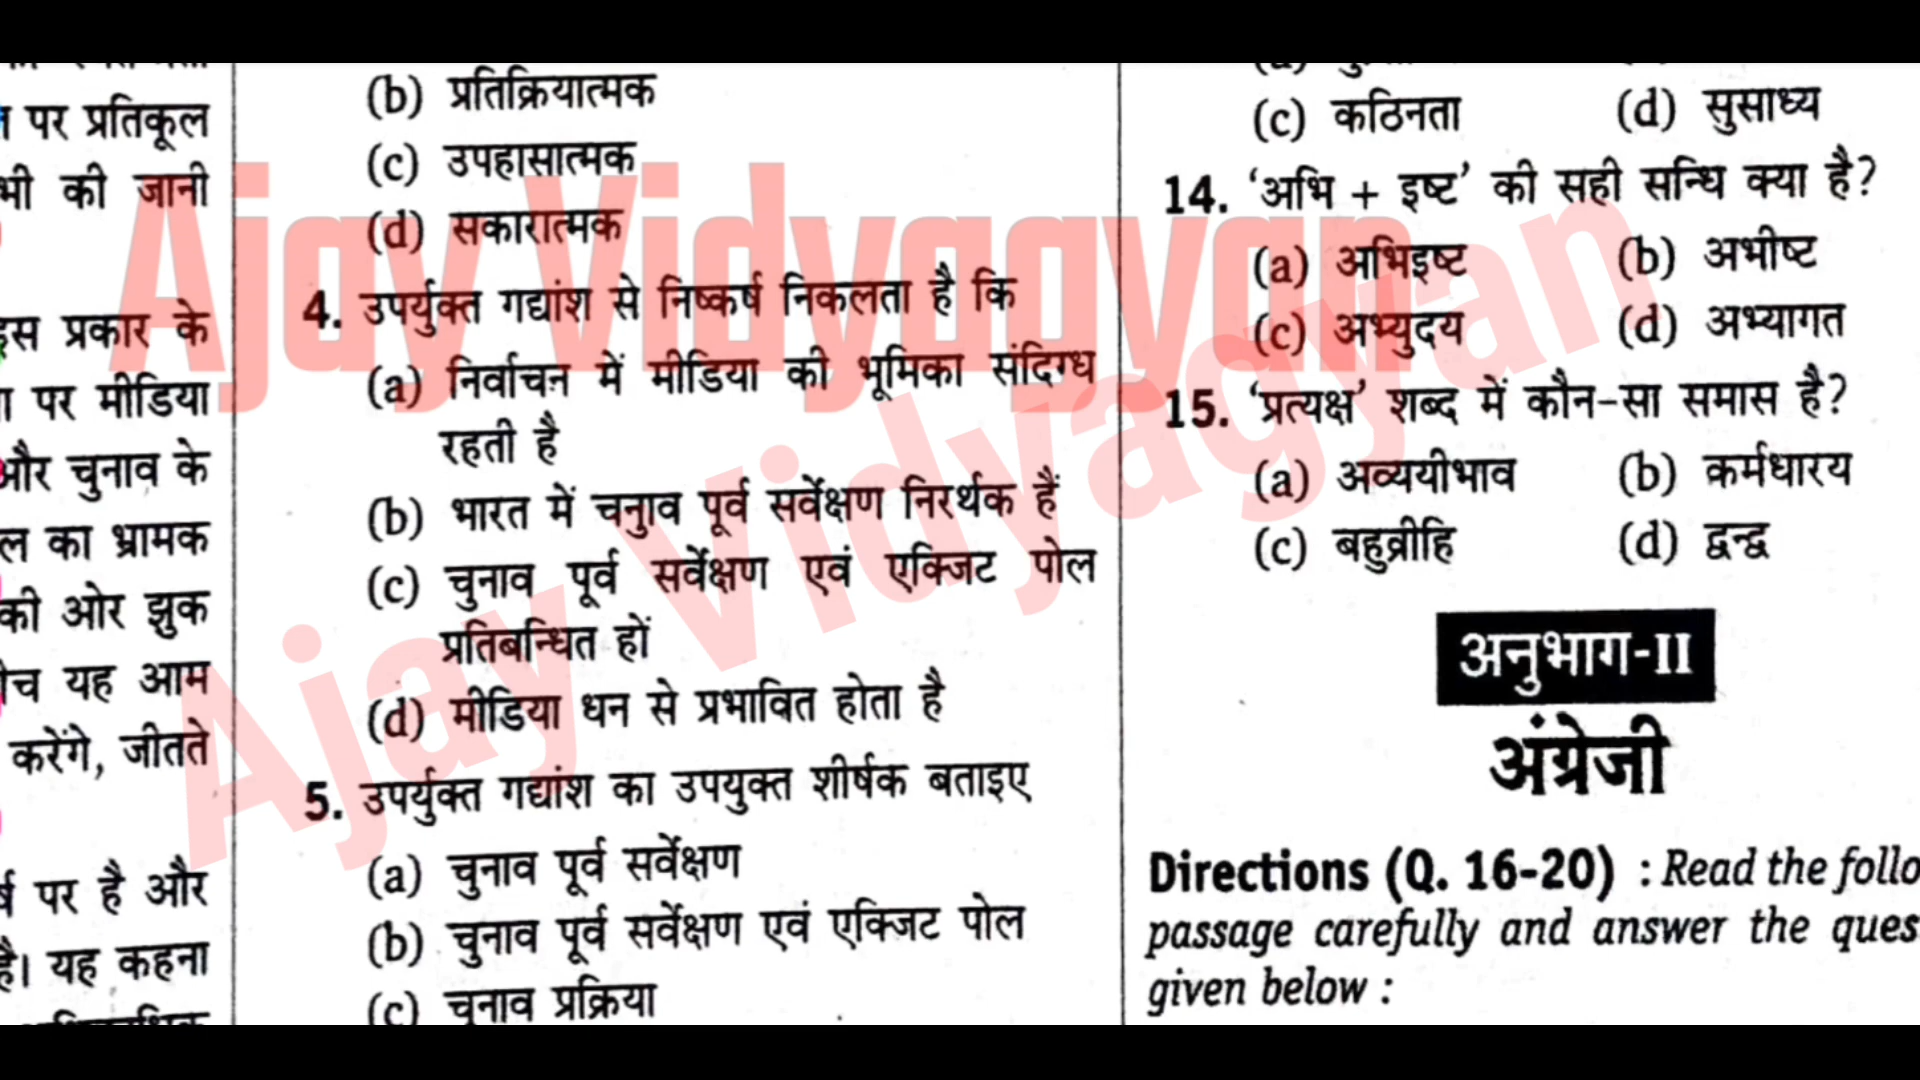 पर प्रतिकूल
भी की जानी
इस प्रकार के
पर मीडिया
और चुनाव के
का भ्रामक
की ओर झुक
यह आम
करेंगे, जीतते
पर है और
है। यह कहना
(b) प्रतिक्रियात्मक
(c) उपहासात्मक
(d) सकारात्मक
4. उपर्युक्त गद्यांश से निष्कर्ष निकलता है कि
(a) निर्वाचन में मीडिया की भूमिका संदिग्ध
रहती है
(b) भारत में चनुाव पूर्व सर्वेक्षण निरर्थक हैं
(c) चुनाव पूर्व सर्वेक्षण एवं एक्जिट पोल
प्रतिबन्धित हों
(d) मीडिया धन से प्रभावित होता है
5. उपर्युक्त गद्यांश का उपयुक्त शीर्षक बताइए
(a) चुनाव पूर्व सर्वेक्षण
(b) चुनाव पूर्व सर्वेक्षण एवं एक्जिट पोल
(c) चुनाव प्रक्रिया
(c) कठिनता (d) सुसाध्य
14. ‘अभि + इष्ट’ की सही सन्धि क्या है?
(a) अभिइष्ट (b) अभीष्ट
(c) अभ्युदय (d) अभ्यागत
15. ‘प्रत्यक्ष’ शब्द में कौन-सा समास है?
(a) अव्ययीभाव (b) कर्मधारय
(c) बहुव्रीहि (d) द्वन्द्व
अनुभाग-II
अंग्रेजी
Directions (Q. 16-20) : Read the follo
passage carefully and answer the ques
given below :
Ajay Vidyagyan
Ajay Vidyagyan